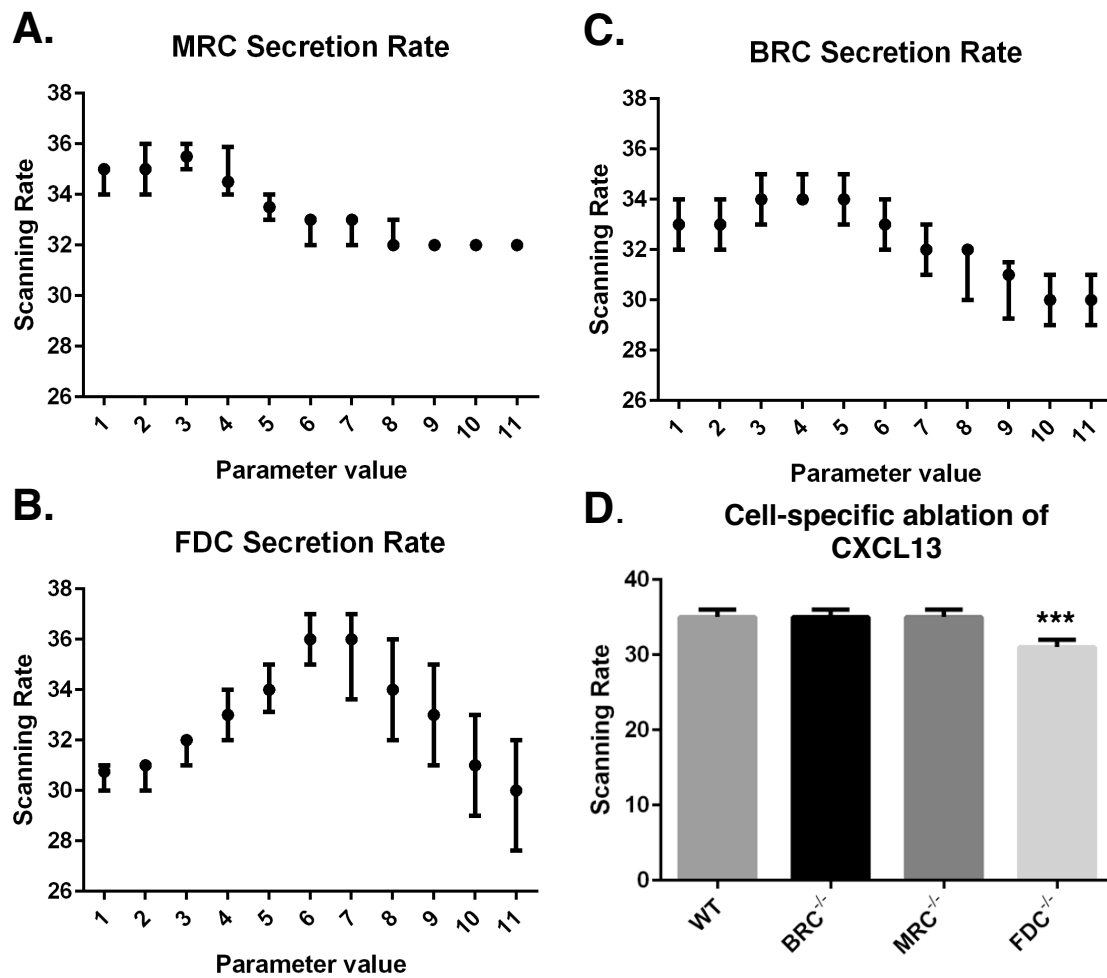 A.
MRC Secretion Rate
Scanning Rate
38
36
34
32
30
28
26
1 2 3 4 5 6 7 8 9 10 11
Parameter value
B.
FDC Secretion Rate
Scanning Rate
38
36
34
32
30
28
26
1 2 3 4 5 6 7 8 9 10 11
Parameter value
C.
BRC Secretion Rate
Scanning Rate
38
36
34
32
30
28
26
1 2 3 4 5 6 7 8 9 10 11
Parameter value
D.
Cell-specific ablation of
CXCL13
Scanning Rate
40
30
20
10
0
***
WT BRC-/- MRC-/- FDC-/-